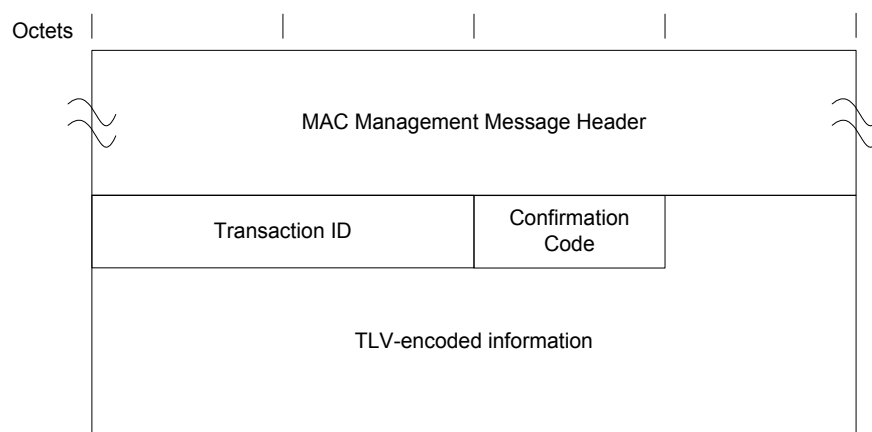 Octets
MAC Management Message Header
Transaction ID
Confirmation
Code
TLV-encoded information